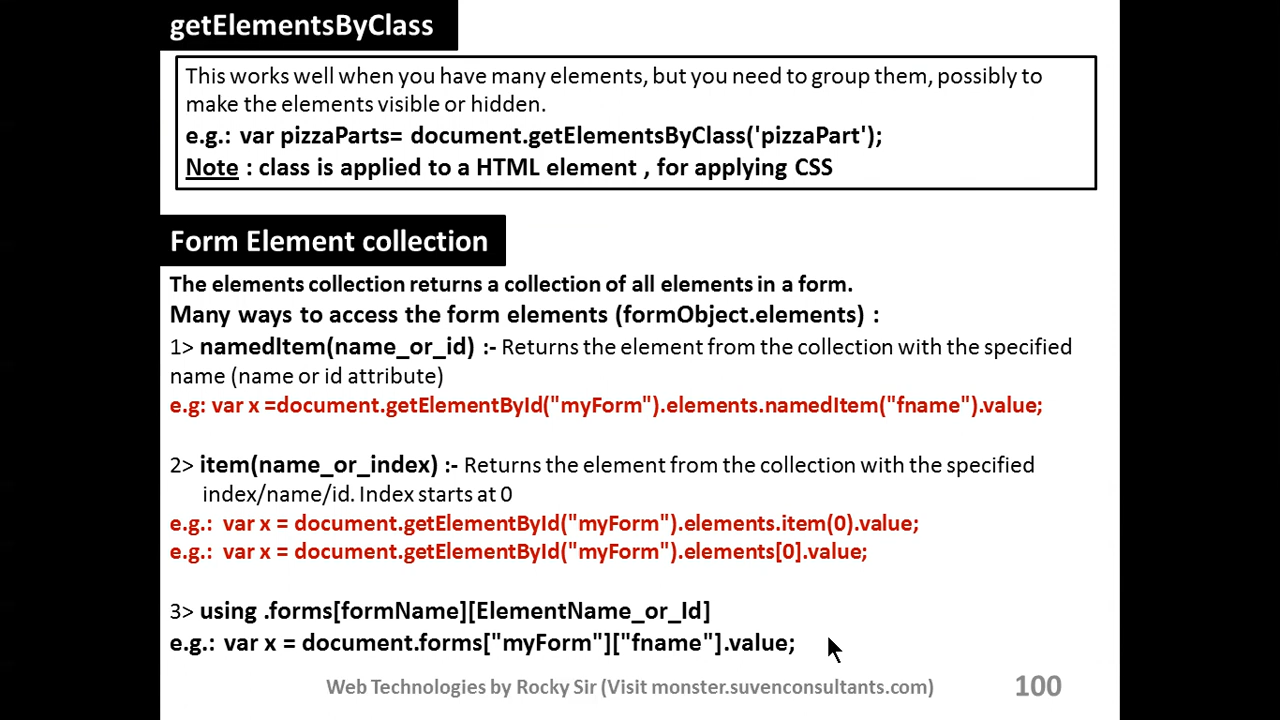 getElementsByClass
This works well when you have many elements, but you need to group them, possibly to
make the elements visible or hidden.
e.g.: var pizzaParts= document.getElementsByClass('pizzaPart');
Note : class is applied to a HTML element , for applying CSS
Form Element collection
The elements collection returns a collection of all elements in a form.
Many ways to access the form elements (formObject.elements) :
1> namedItem(name_or_id) :- Returns the element from the collection with the specified
name (name or id attribute)
e.g: var x =document.getElementById("myForm").elements.namedItem("fname").value;
2> item(name_or_index) :- Returns the element from the collection with the specified
index/name/id. Index starts at 0
e.g.: var x = document.getElementById("myForm").elements.item(0).value;
e.g.: var x = document.getElementById("myForm").elements[0].value;
3> using .forms[formName][ElementName_or_Id]
e.g.: var x = document.forms["myForm"]["fname"].value;
Web Technologies by Rocky Sir (Visit monster.suvenconsultants.com) 100